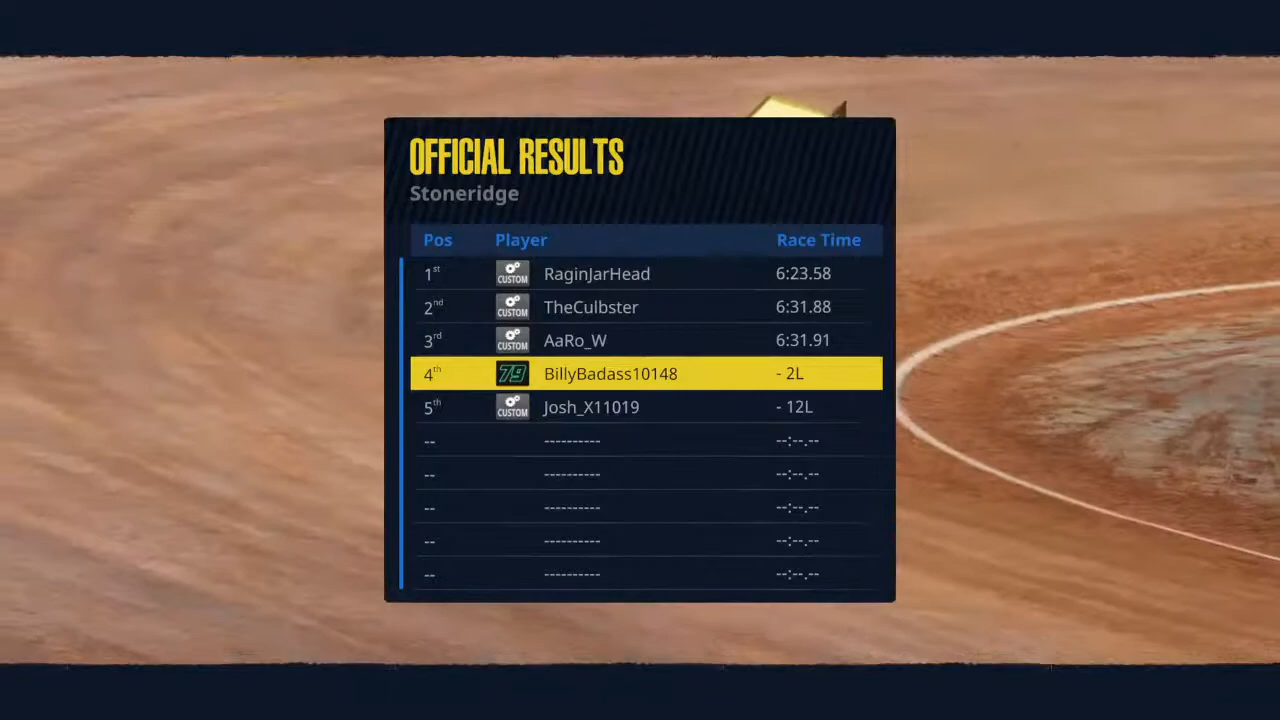 OFFICIAL RESULTS
Stoneridge
Pos Player Race Time
1st CUSTOM RaginJarHead 6:23.58
2nd CUSTOM TheCulbster 6:31.88
3rd CUSTOM AaRo_W 6:31.91
4th 79 BillyBadass10148 - 2L
5th CUSTOM Josh_X11019 - 12L
-- ---------- --:--.--
-- ---------- --:--.--
-- ---------- --:--.--
-- ---------- --:--.--
-- ---------- --:--.--